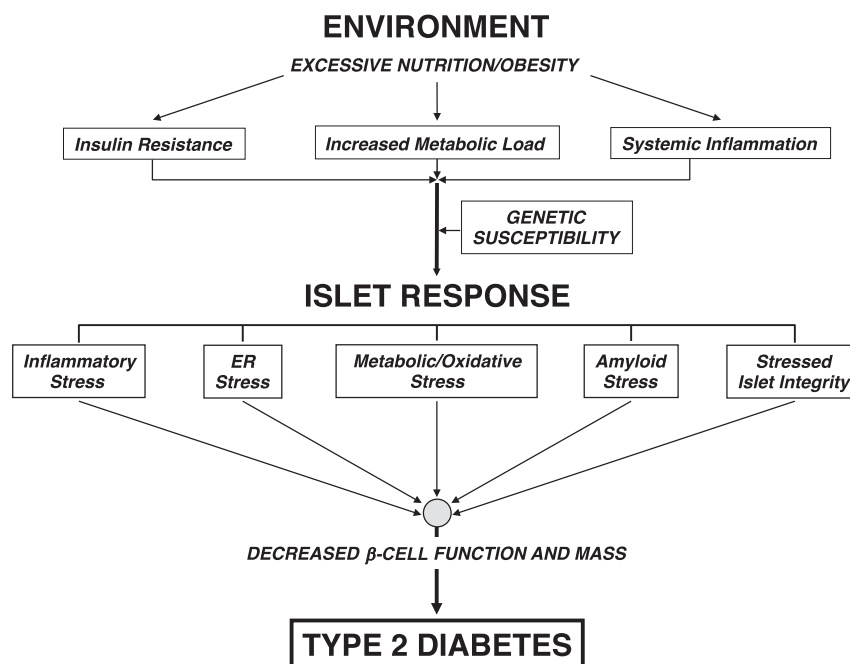 ENVIRONMENT
EXCESSIVE NUTRITION/OBESITY
Insulin Resistance
Increased Metabolic Load
Systemic Inflammation
GENETIC
SUSCEPTIBILITY
ISLET RESPONSE
Inflammatory
Stress
ER
Stress
Metabolic/Oxidative
Stress
Amyloid
Stress
Stressed
Islet Integrity
DECREASED β-CELL FUNCTION AND MASS
TYPE 2 DIABETES